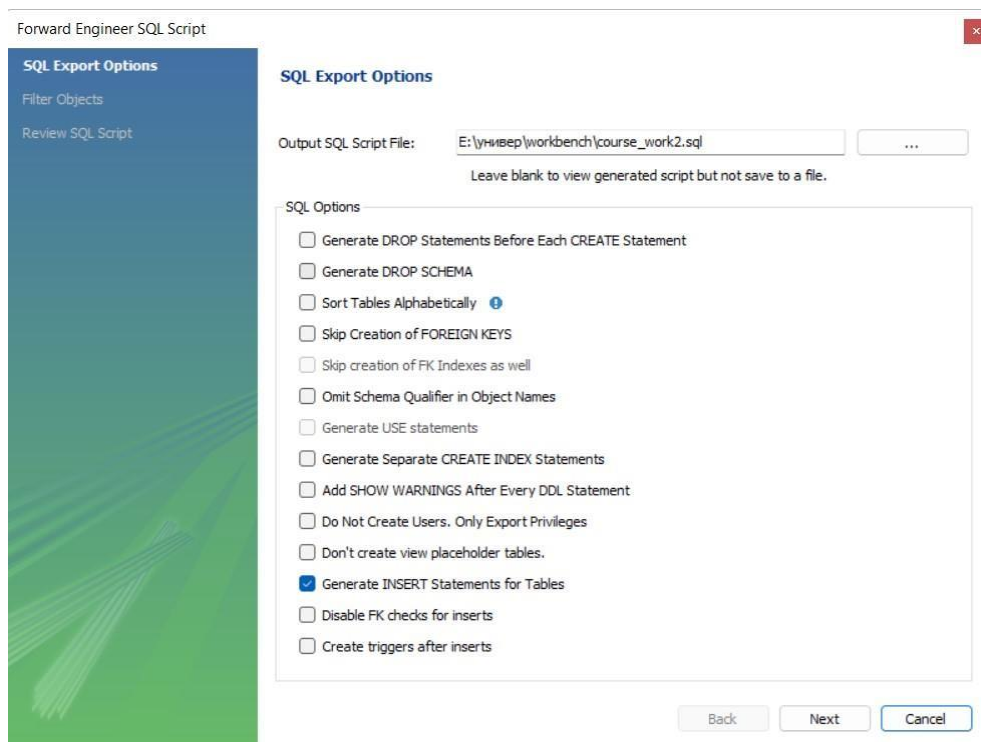 Forward Engineer SQL Script
SQL Export Options
Filter Objects
Review SQL Script
SQL Export Options
Output SQL Script File:
E:\универ\workbench\course_work2.sql
...
Leave blank to view generated script but not save to a file.
SQL Options
Generate DROP Statements Before Each CREATE Statement
Generate DROP SCHEMA
Sort Tables Alphabetically
Skip Creation of FOREIGN KEYS
Skip creation of FK Indexes as well
Omit Schema Qualifier in Object Names
Generate USE statements
Generate Separate CREATE INDEX Statements
Add SHOW WARNINGS After Every DDL Statement
Do Not Create Users. Only Export Privileges
Don't create view placeholder tables.
Generate INSERT Statements for Tables
Disable FK checks for inserts
Create triggers after inserts
Back
Next
Cancel